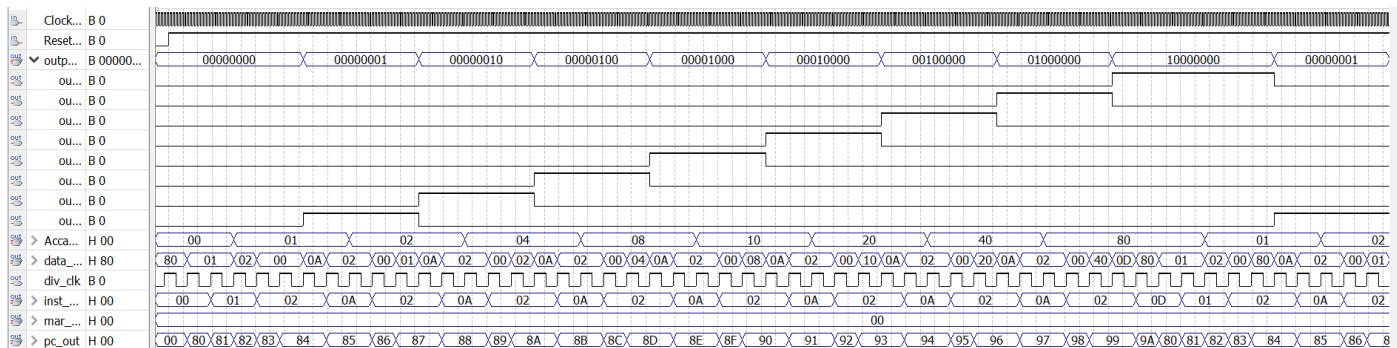 Clock... B 0
Reset... B 0
outp... B 00000... 00000000 00000001 00000010 00000100 00001000 00010000 00100000 01000000 10000000 00000001
ou... B 0
ou... B 0
ou... B 0
ou... B 0
ou... B 0
ou... B 0
ou... B 0
ou... B 0
Acca... H 00 00 01 02 04 08 10 20 40 80 01 02
data_... H 80 80 01 02 00 0A 02 00 01 0A 02 00 02 0A 02 00 04 0A 02 00 08 0A 02 00 10 0A 02 00 20 0A 02 00 40 0D 80 01 02 00 80 0A 02 00 01
div_clk B 0
inst_... H 00 00 01 02 0A 02 0A 02 0A 02 0A 02 0A 02 0A 02 0A 02 0D 01 02 0A 02
mar_... H 00 00
pc_out H 00 00 80 81 82 83 84 85 86 87 88 89 8A 8B 8C 8D 8E 8F 90 91 92 93 94 95 96 97 98 99 9A 80 81 82 83 84 85 86 8